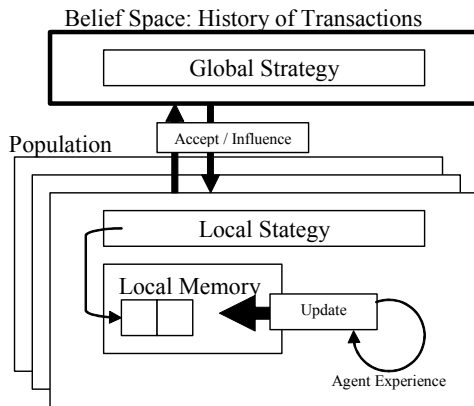 Belief Space: History of Transactions
Global Strategy
Accept / Influence
Population
Local Stategy
Local Memory
Update
Agent Experience